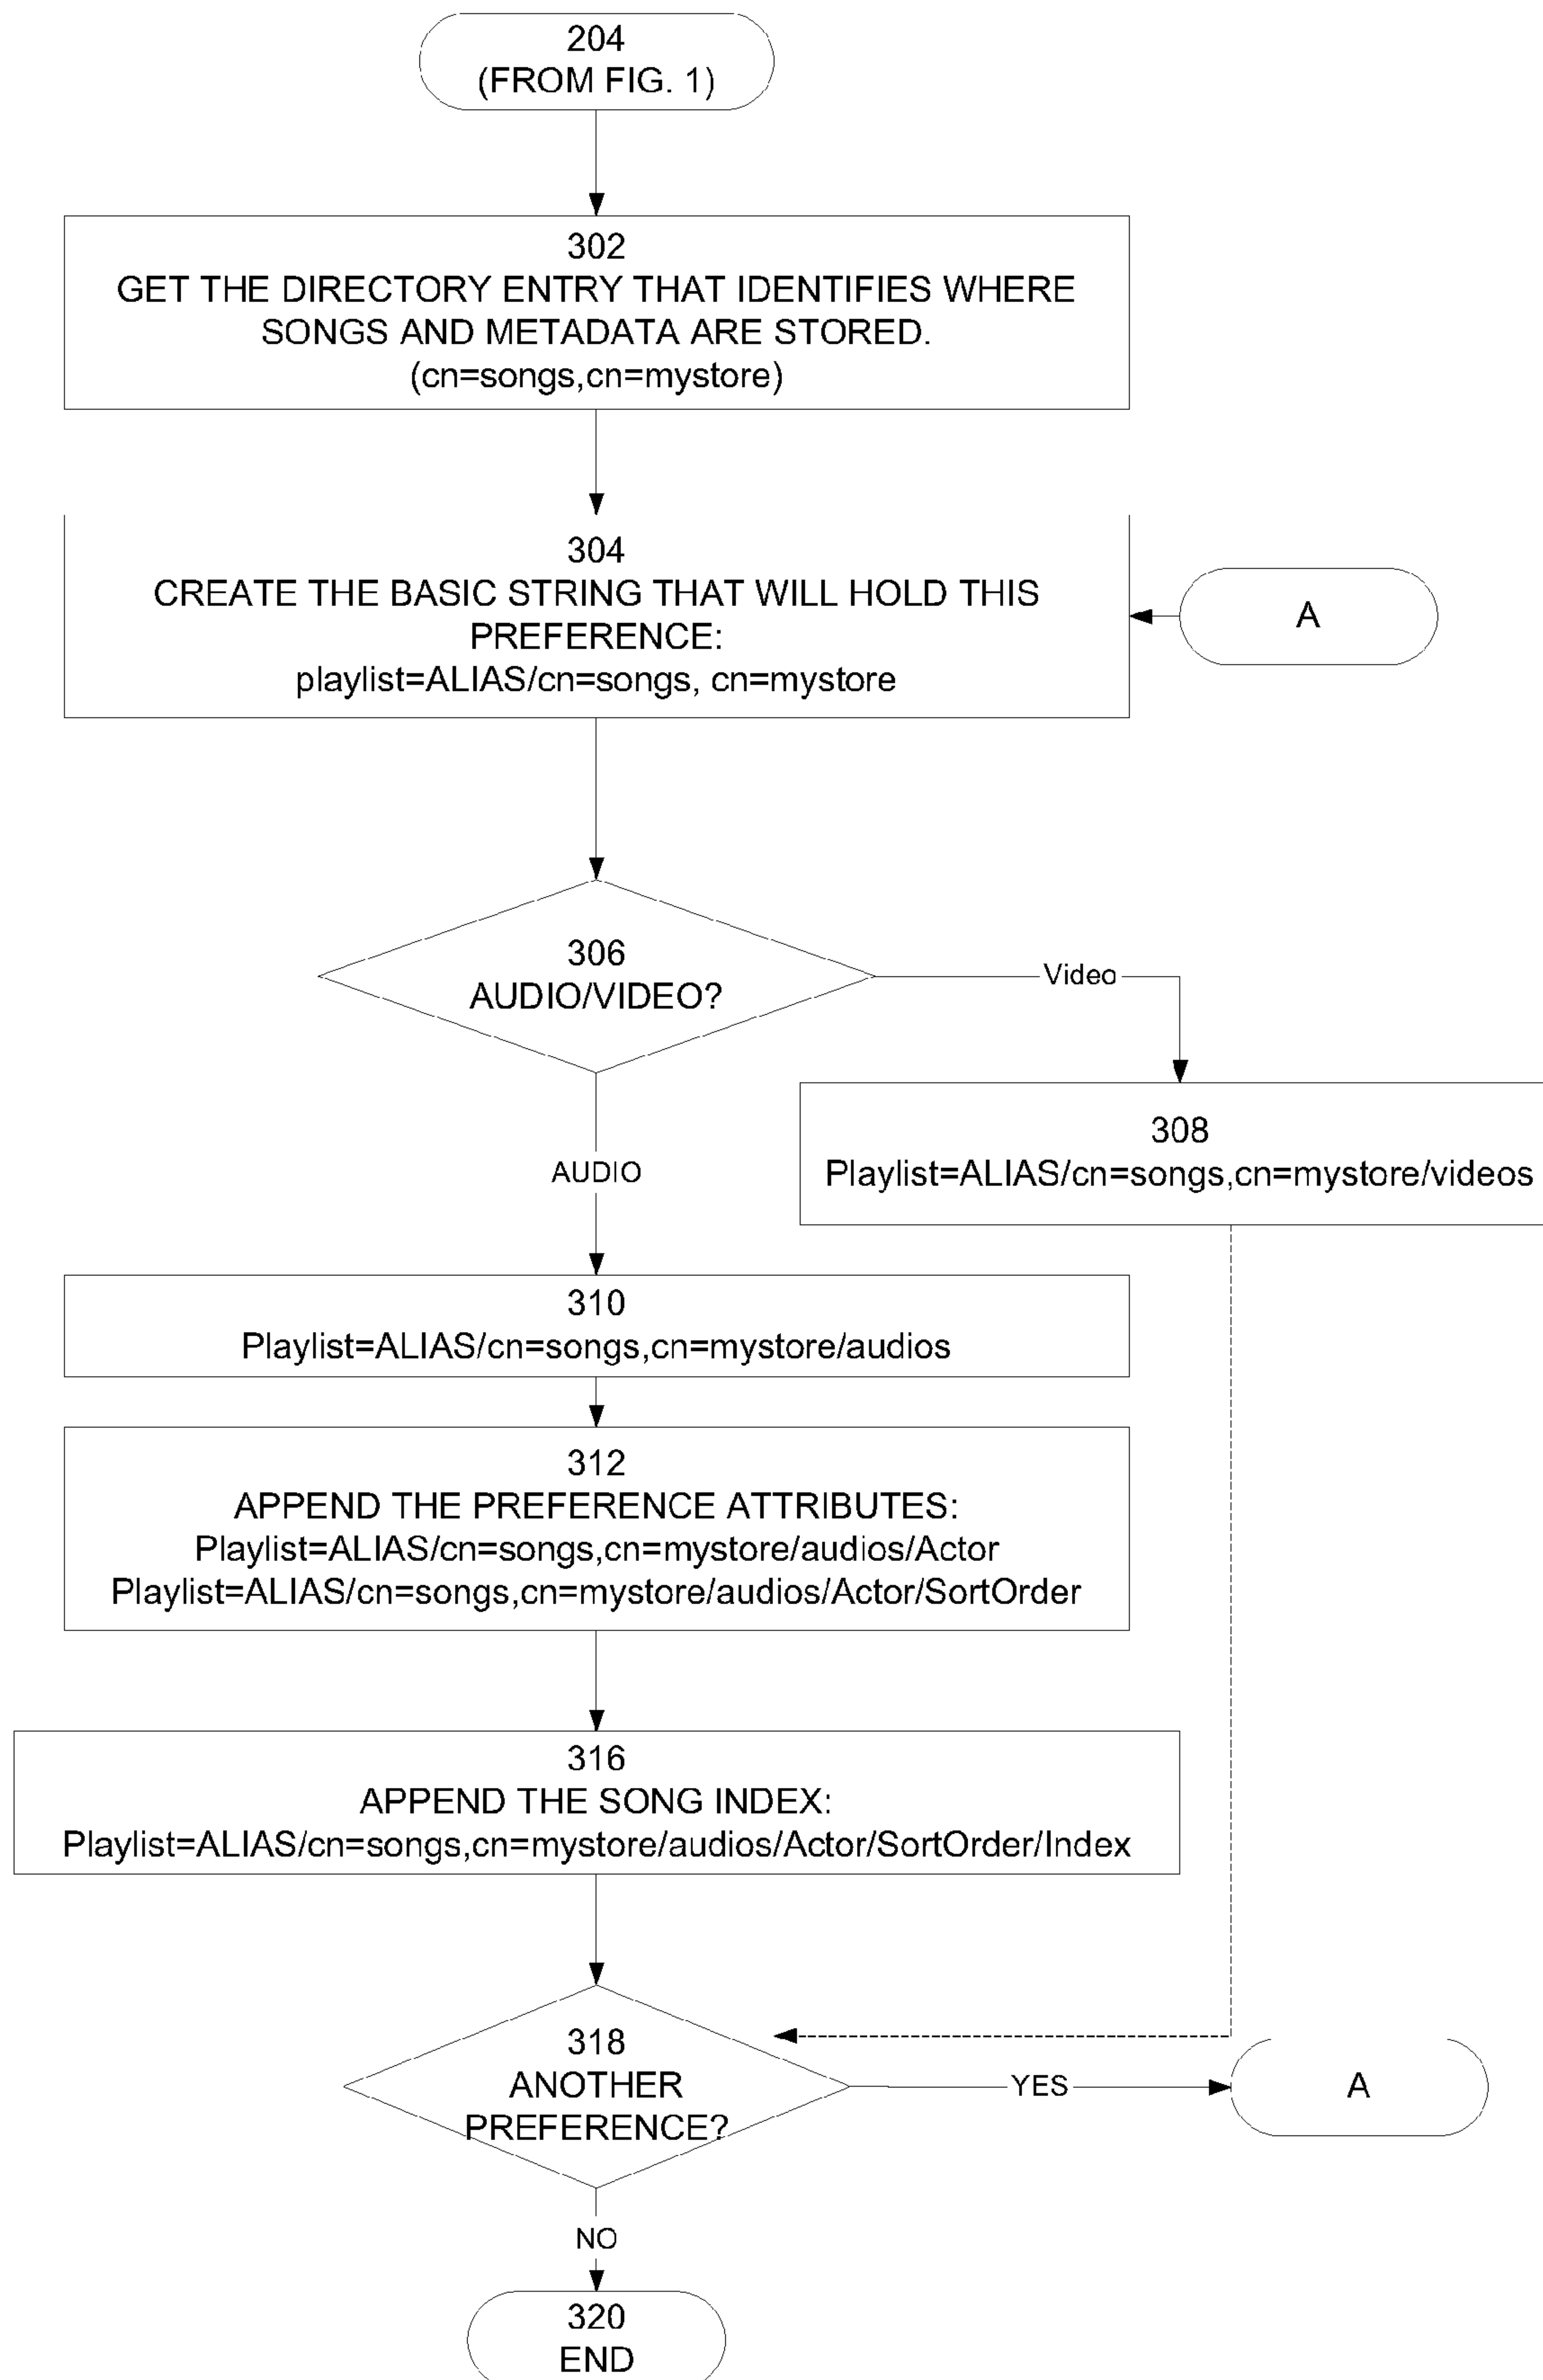 204
(FROM FIG. 1)
302
GET THE DIRECTORY ENTRY THAT IDENTIFIES WHERE
SONGS AND METADATA ARE STORED.
(cn=songs,cn=mystore)
304
CREATE THE BASIC STRING THAT WILL HOLD THIS
PREFERENCE:
playlist=ALIAS/cn=songs, cn=mystore
A
306
AUDIO/VIDEO?
Video
308
Playlist=ALIAS/cn=songs,cn=mystore/videos
AUDIO
310
Playlist=ALIAS/cn=songs,cn=mystore/audios
312
APPEND THE PREFERENCE ATTRIBUTES:
Playlist=ALIAS/cn=songs,cn=mystore/audios/Actor
Playlist=ALIAS/cn=songs,cn=mystore/audios/Actor/SortOrder
316
APPEND THE SONG INDEX:
Playlist=ALIAS/cn=songs,cn=mystore/audios/Actor/SortOrder/Index
318
ANOTHER
PREFERENCE?
YES
A
NO
320
END